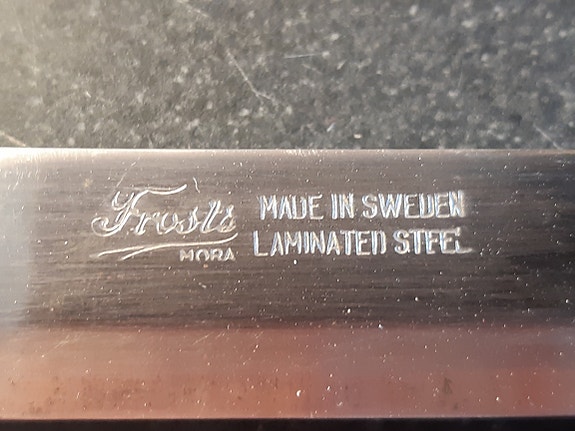 Frosts MADE IN SWEDEN
MORA LAMINATED STEEL